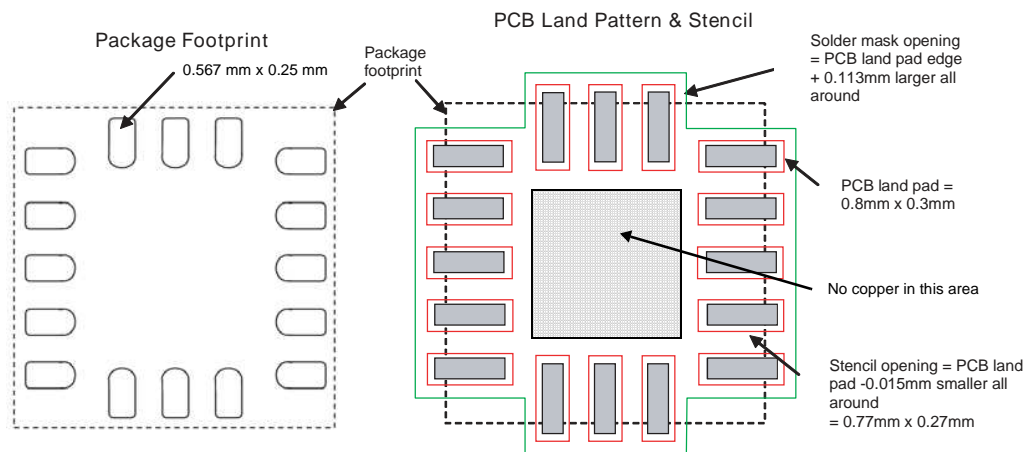 PCB Land Pattern & Stencil
Package Footprint
0.567 mm x 0.25 mm
Package
footprint
Solder mask opening
= PCB land pad edge
+ 0.113mm larger all
around
PCB land pad =
0.8mm x 0.3mm
No copper in this area
Stencil opening = PCB land
pad -0.015mm smaller all
around
= 0.77mm x 0.27mm